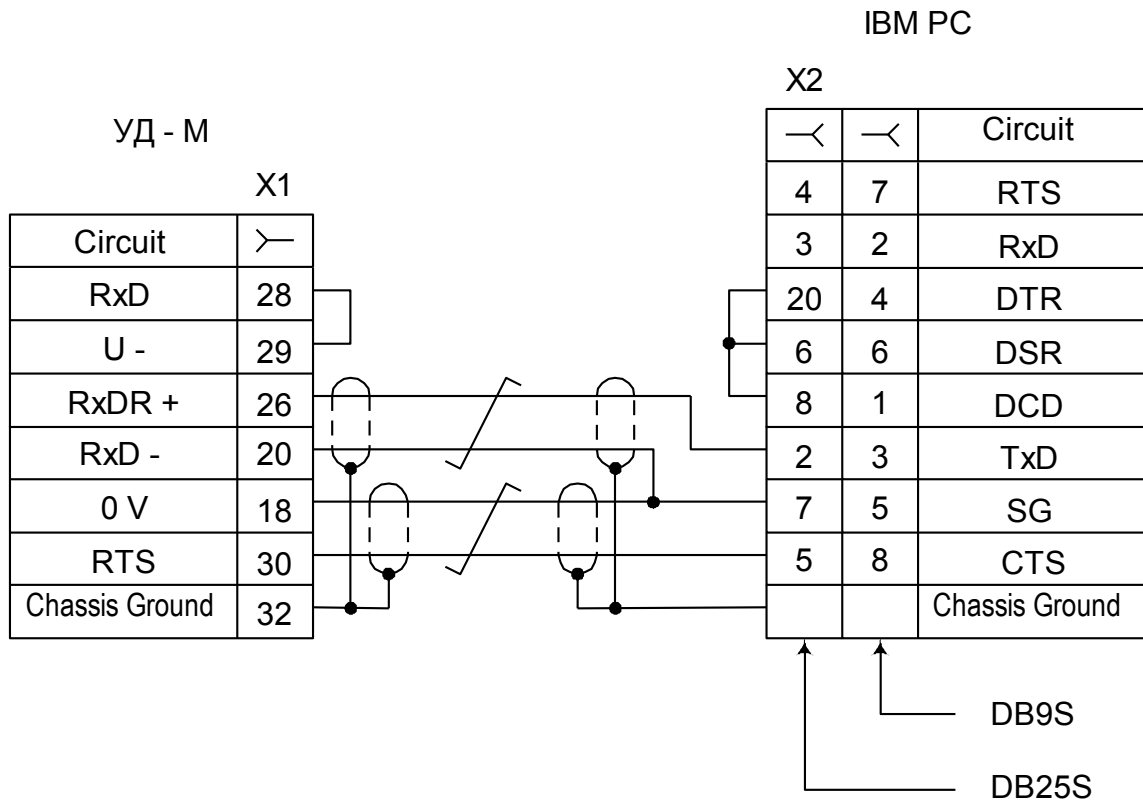 IBM PC
X2
УД - М
X1
Circuit
4 7 RTS
3 2 RxD
20 4 DTR
6 6 DSR
8 1 DCD
2 3 TxD
7 5 SG
5 8 CTS
Chassis Ground
Circuit
RxD 28
U - 29
RxDR + 26
RxD - 20
0 V 18
RTS 30
Chassis Ground 32
DB9S
DB25S